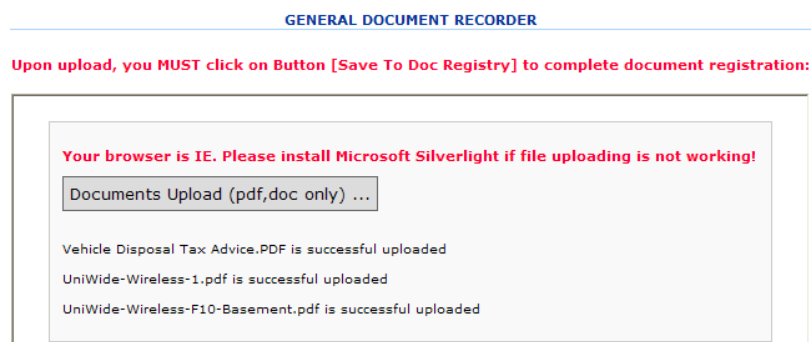 GENERAL DOCUMENT RECORDER
Upon upload, you MUST click on Button [Save To Doc Registry] to complete document registration:
Your browser is IE. Please install Microsoft Silverlight if file uploading is not working!
Documents Upload (pdf,doc only) ...
Vehicle Disposal Tax Advice.PDF is successful uploaded
UniWide-Wireless-1.pdf is successful uploaded
UniWide-Wireless-F10-Basement.pdf is successful uploaded